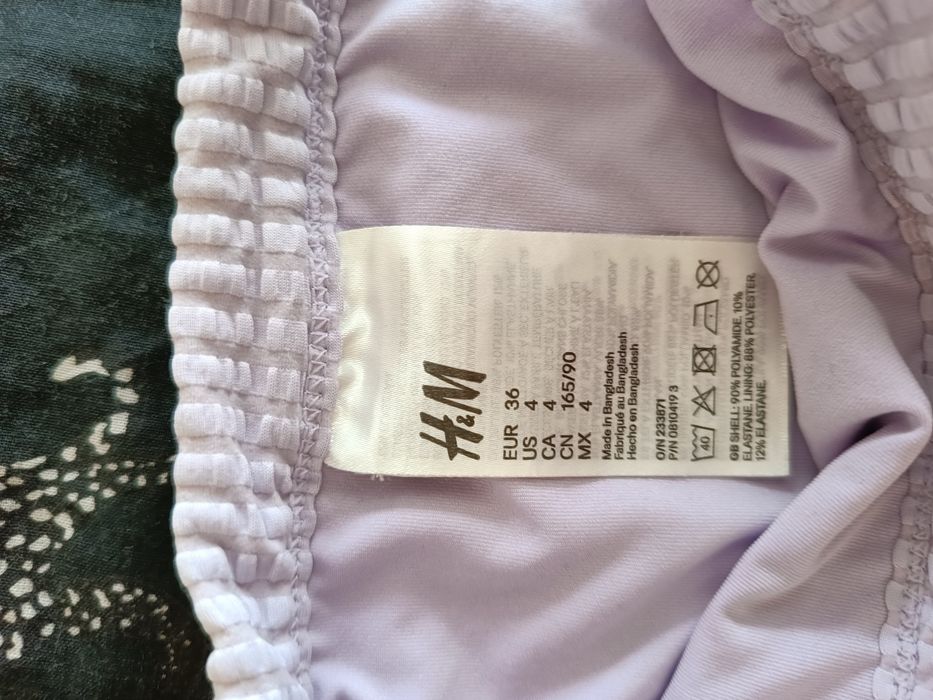 H&M
EUR 36
US 4
CA 4
CN 165/90
MX 4
Made in Bangladesh
Fabriqué au Bangladesh
Hecho en Bangladesh
O/N 233871
P/N 0810419 3
40
GB SHELL: 90% POLYAMIDE, 10%
ELASTANE. LINING: 88% POLYESTER,
12% ELASTANE.